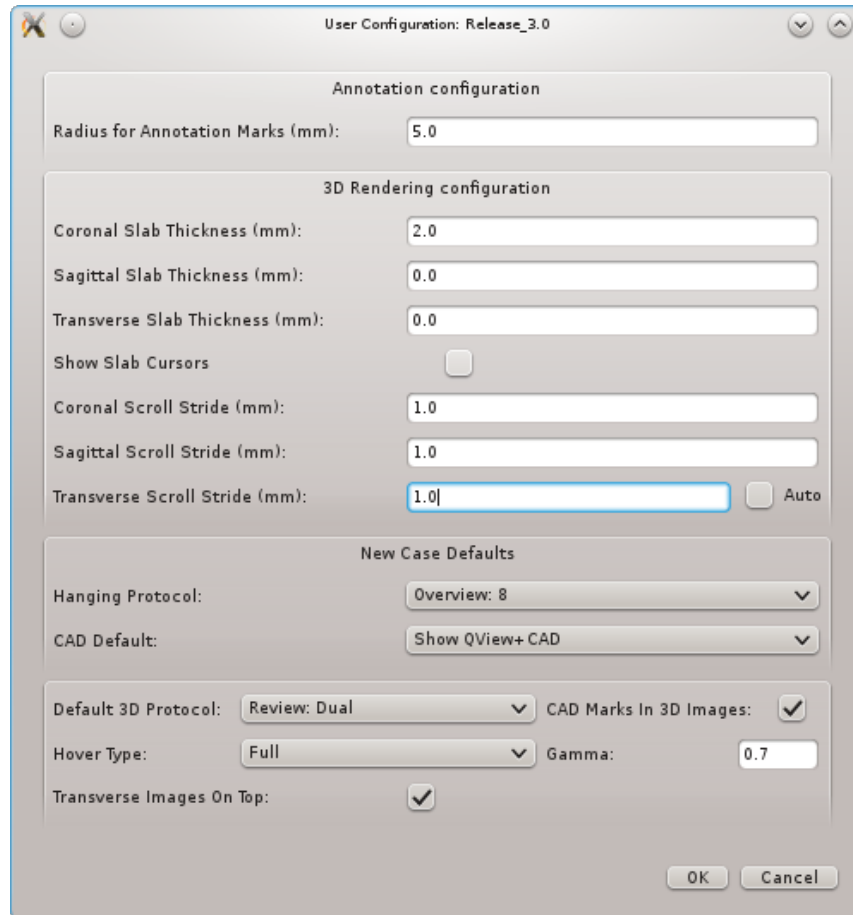 User Configuration: Release_3.0
Annotation configuration
Radius for Annotation Marks (mm): 5.0
3D Rendering configuration
Coronal Slab Thickness (mm): 2.0
Sagittal Slab Thickness (mm): 0.0
Transverse Slab Thickness (mm): 0.0
Show Slab Cursors
Coronal Scroll Stride (mm): 1.0
Sagittal Scroll Stride (mm): 1.0
Transverse Scroll Stride (mm): 1.0 Auto
New Case Defaults
Hanging Protocol: Overview: 8
CAD Default: Show QView+ CAD
Default 3D Protocol: Review: Dual CAD Marks In 3D Images:
Hover Type: Full Gamma: 0.7
Transverse Images On Top:
OK Cancel